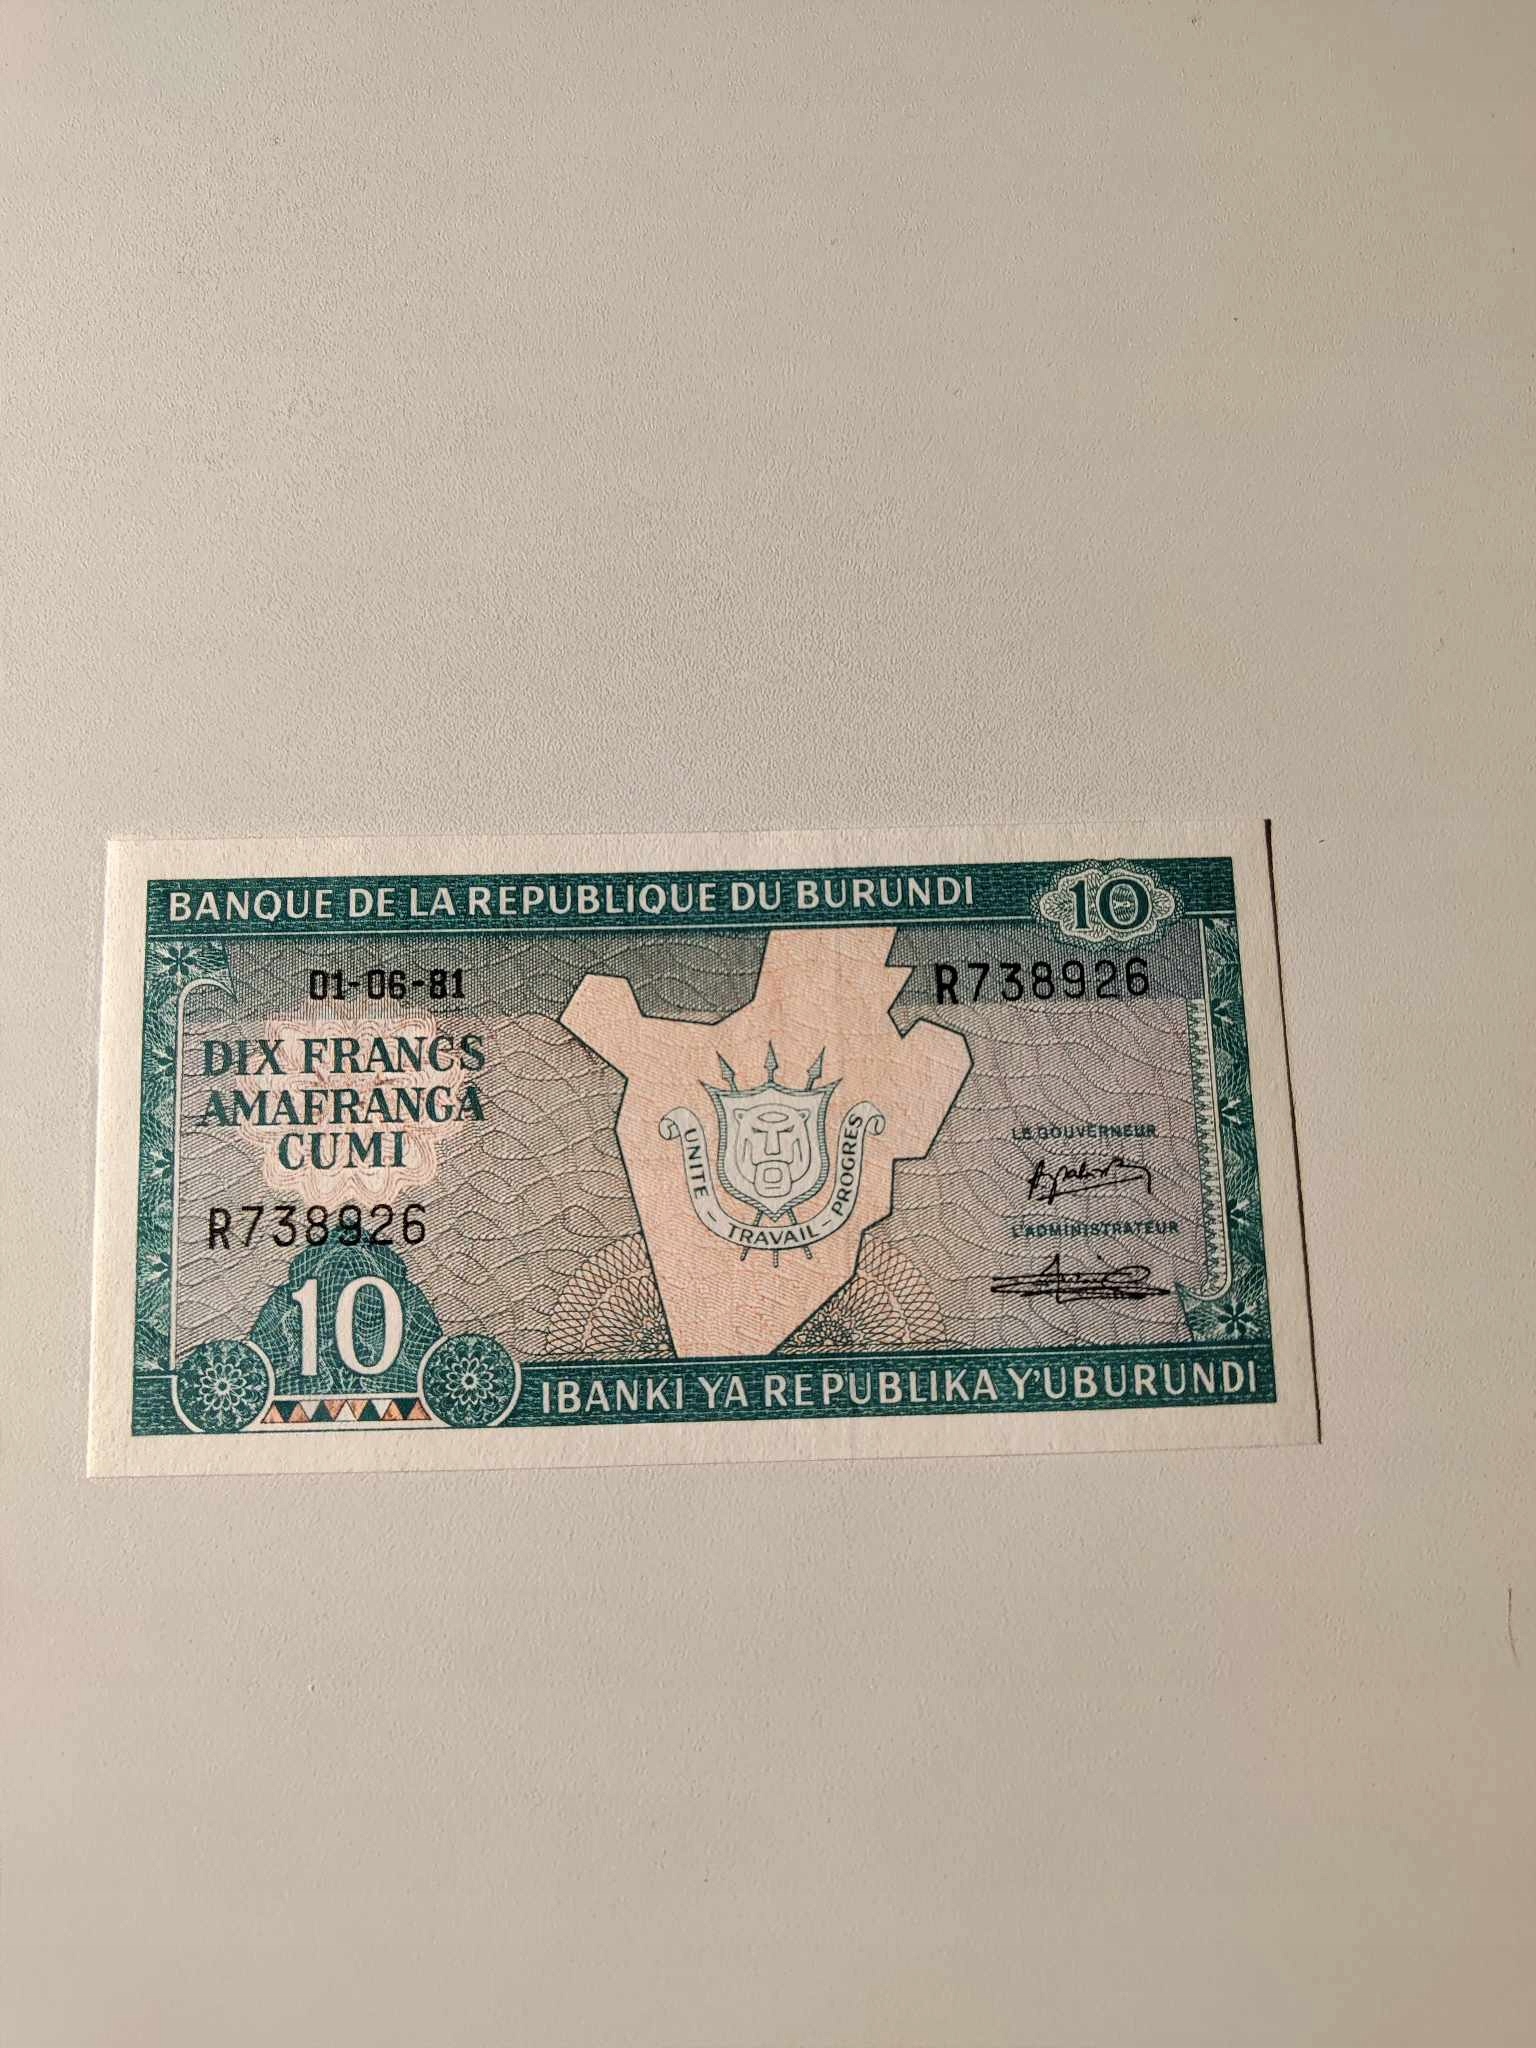 BANQUE DE LA REPUBLIQUE DU BURUNDI
10
01-06-81
R738926
DIX FRANCS
AMAFRANGA
CUMI
R738926
10
UNITE - TRAVAIL - PROGRES
LE GOUVERNEUR
L'ADMINISTRATEUR
IBANKI YA REPUBLIKA Y'UBURUNDI